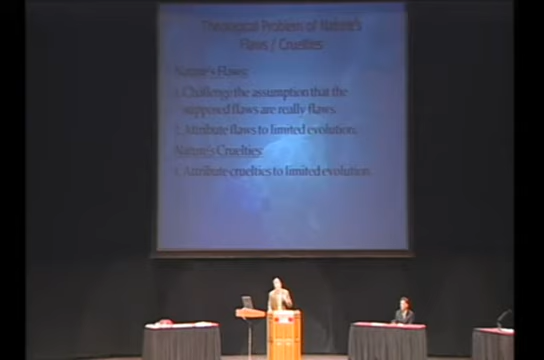 Theological Problem of Nature's
Flaws / Cruelties
Nature's Flaws:
1. Challenge the assumption that the
supposed flaws are really flaws.
2. Attribute flaws to limited evolution.
Nature's Cruelties:
1. Attribute cruelties to limited evolution.